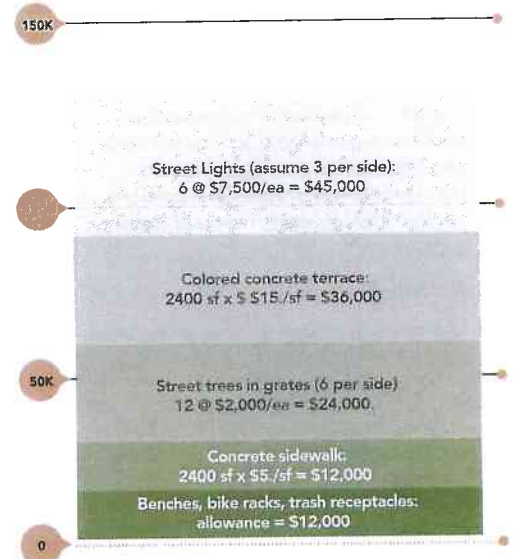 150K
Street Lights (assume 3 per side):
6 @ $7,500/ea = $45,000
Colored concrete terrace:
2400 sf x $ $15./sf = $36,000
50K
Street trees in grates (6 per side)
12 @ $2,000/ea = $24,000.
Concrete sidewalk:
2400 sf x $5./sf = $12,000
Benches, bike racks, trash receptacles:
allowance = $12,000
0